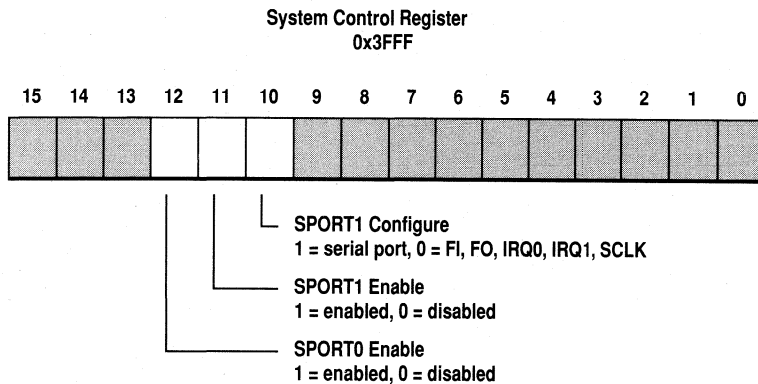 System Control Register
0x3FFF
15 14 13 12 11 10 9 8 7 6 5 4 3 2 1 0
SPORT1 Configure
1 = serial port, 0 = FI, FO, IRQ0, IRQ1, SCLK
SPORT1 Enable
1 = enabled, 0 = disabled
SPORT0 Enable
1 = enabled, 0 = disabled